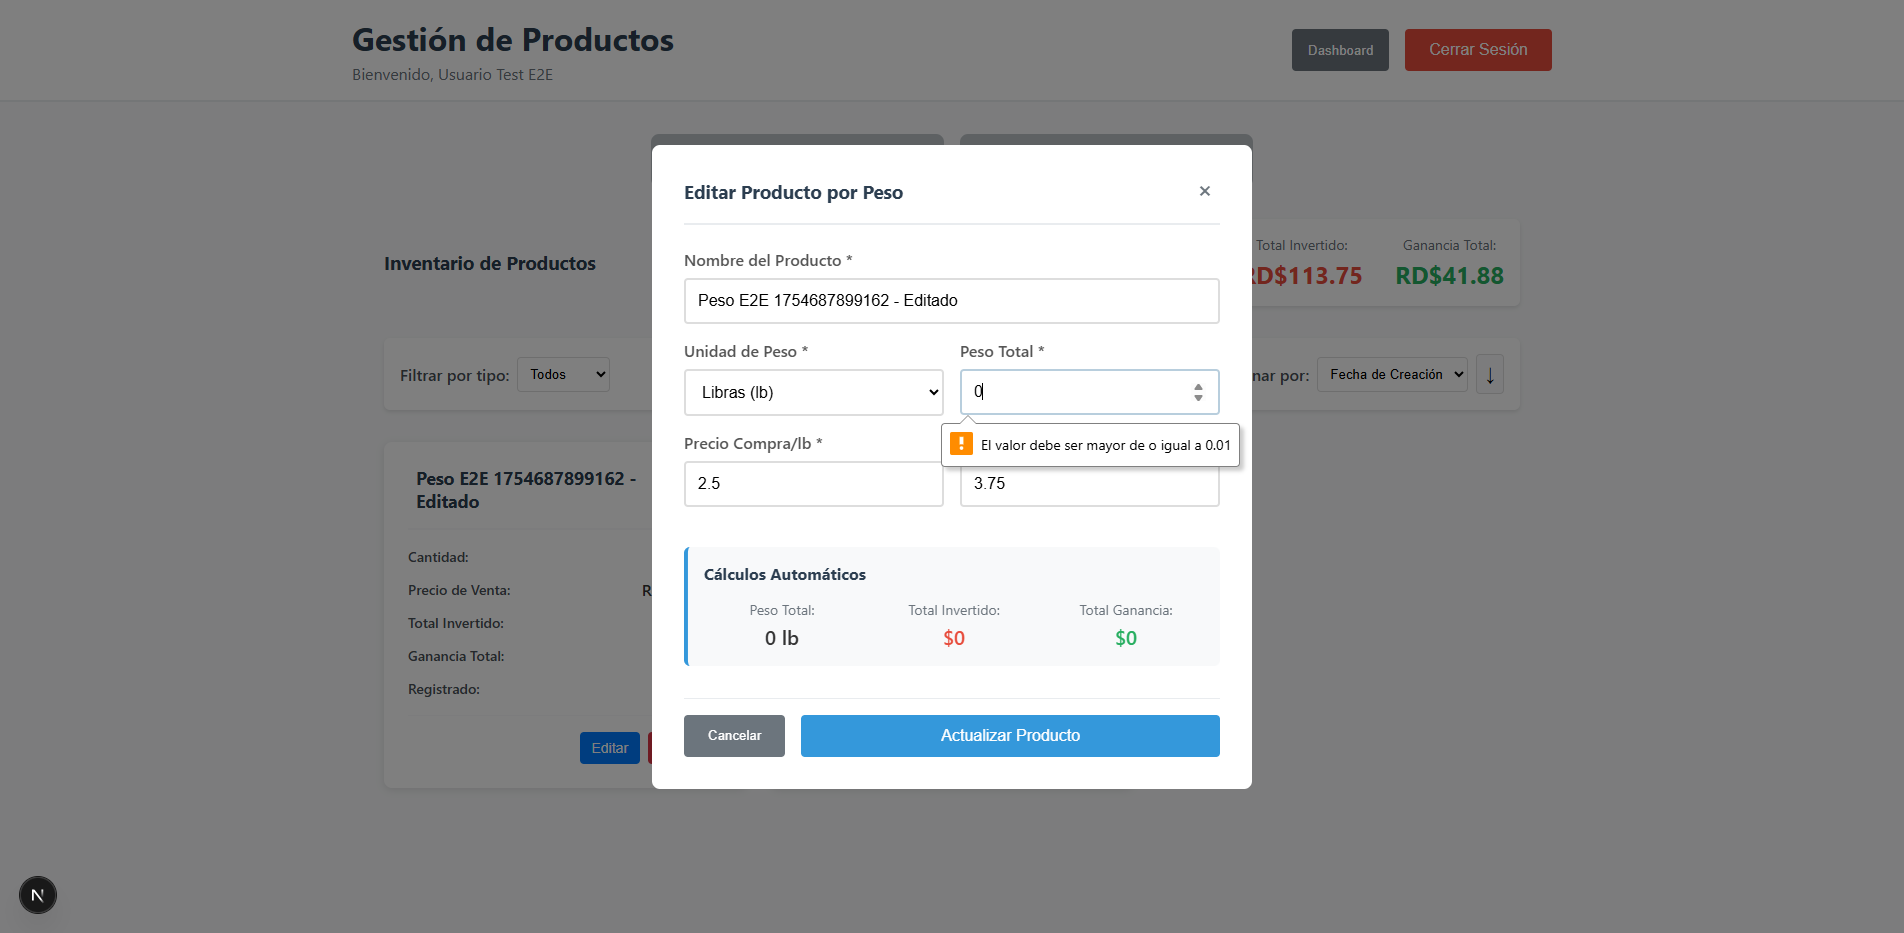 Gestión de Productos
Bienvenido, Usuario Test E2E
Dashboard
Cerrar Sesión
Inventario de Productos
Total Invertido:
Ganancia Total:
RD$113.75
RD$41.88
Filtrar por tipo:
Todos
nar por:
Fecha de Creación
↓
Peso E2E 1754687899162 -
Editado
Cantidad:
Precio de Venta:
R
Total Invertido:
Ganancia Total:
Registrado:
Editar
Editar Producto por Peso
×
Nombre del Producto *
Peso E2E 1754687899162 - Editado
Unidad de Peso *
Peso Total *
Libras (lb)
0
El valor debe ser mayor de o igual a 0.01
Precio Compra/lb *
2.5
3.75
Cálculos Automáticos
Peso Total:
Total Invertido:
Total Ganancia:
0 lb
$0
$0
Cancelar
Actualizar Producto
N